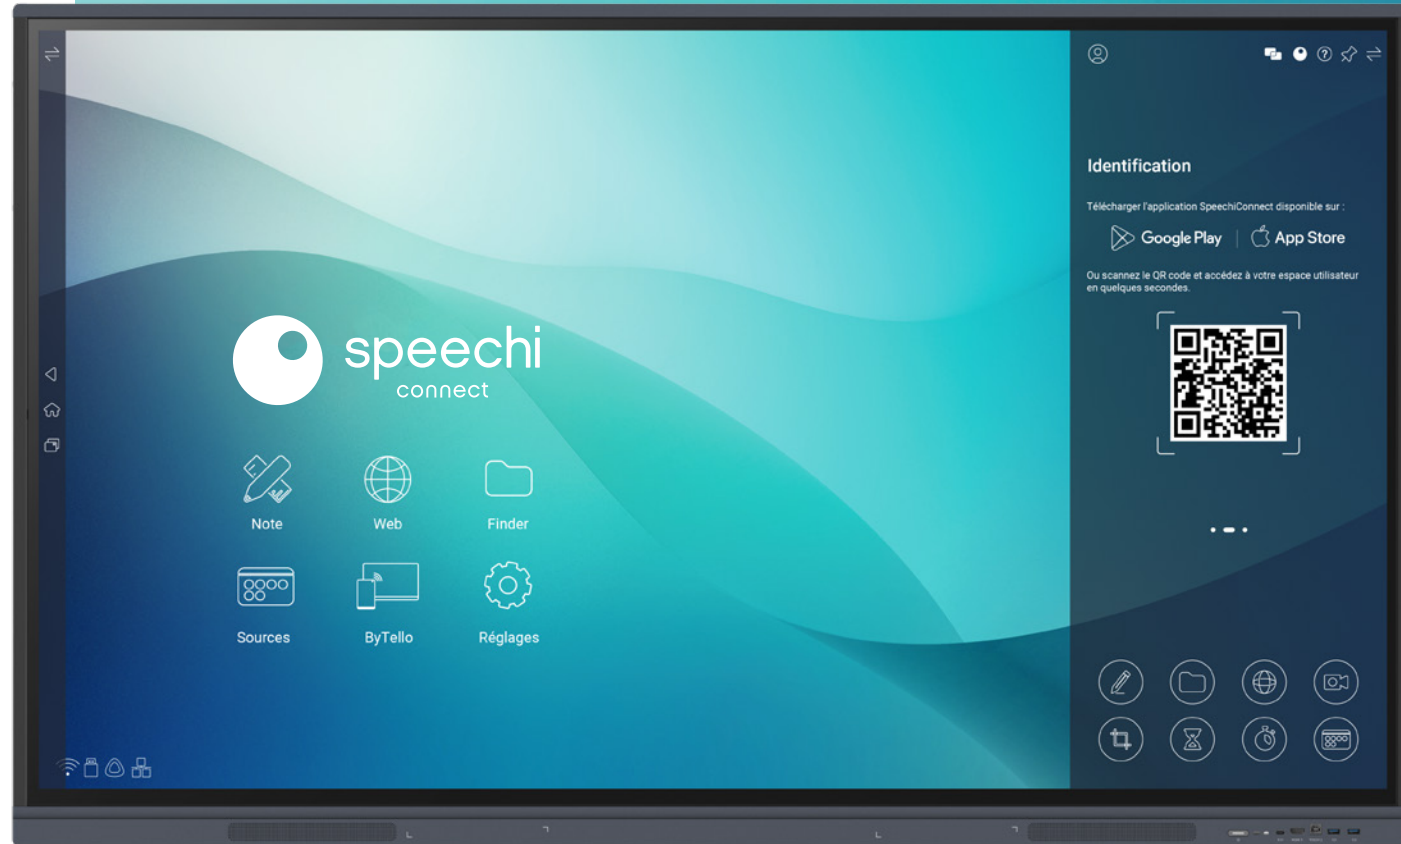 speechi
connect
Note
Web
Finder
Sources
ByTello
Réglages
Identification
Télécharger l'application SpeechiConnect disponible sur :
Google Play | App Store
Ou scannez le QR code et accédez à votre espace utilisateur
en quelques secondes.